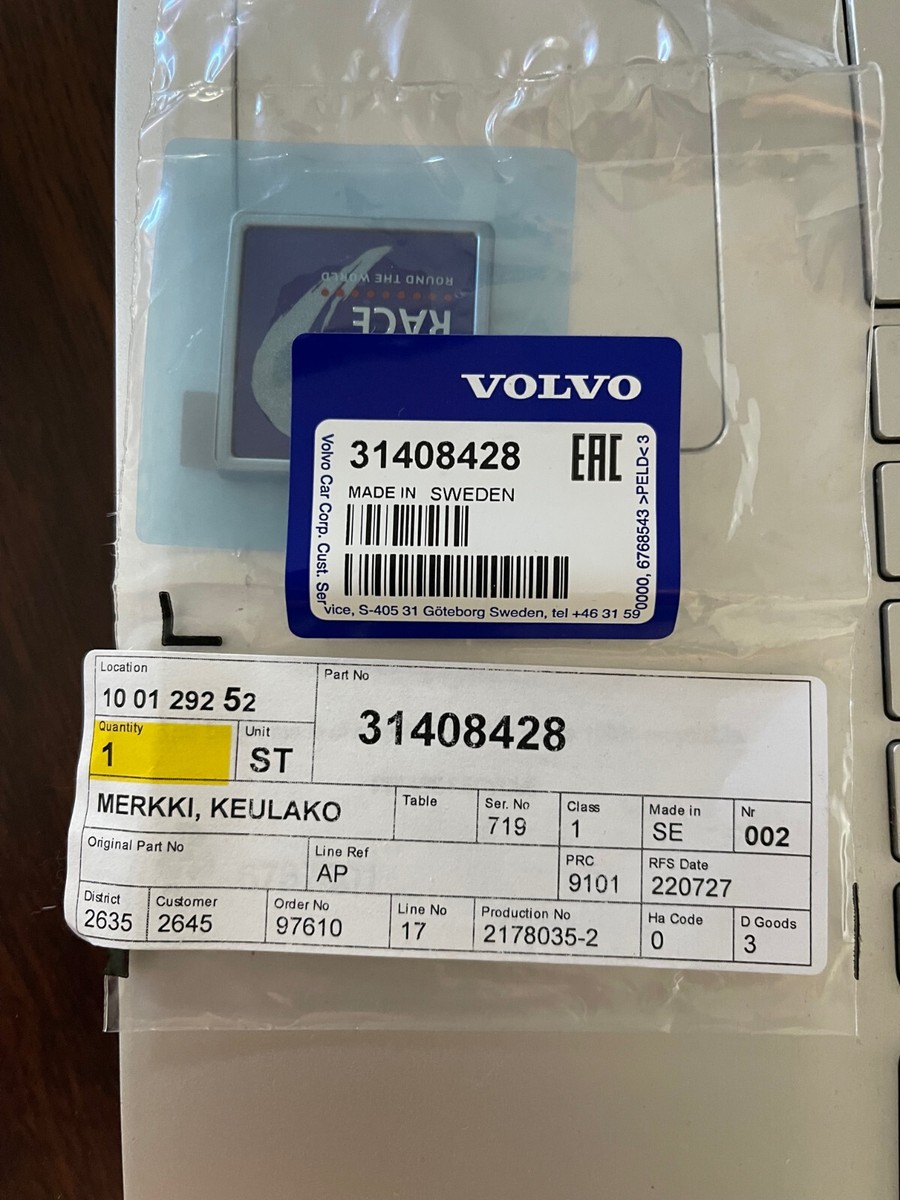 ROUND THE WORLD
RACE
VOLVO
31408428
EAC
MADE IN SWEDEN
Volvo Car Corp. Cust. Service, S-405 31 Göteborg Sweden, tel +46 31 590000, 6768543 >PELD< 3
Location
10 01 292 52
Part No
31408428
Quantity
1
Unit
ST
MERKKI, KEULAKO
Table
Ser. No
719
Class
1
Made in
SE
Nr
002
Original Part No
Line Ref
AP
PRC
9101
RFS Date
220727
District
2635
Customer
2645
Order No
97610
Line No
17
Production No
2178035-2
Ha Code
0
D Goods
3